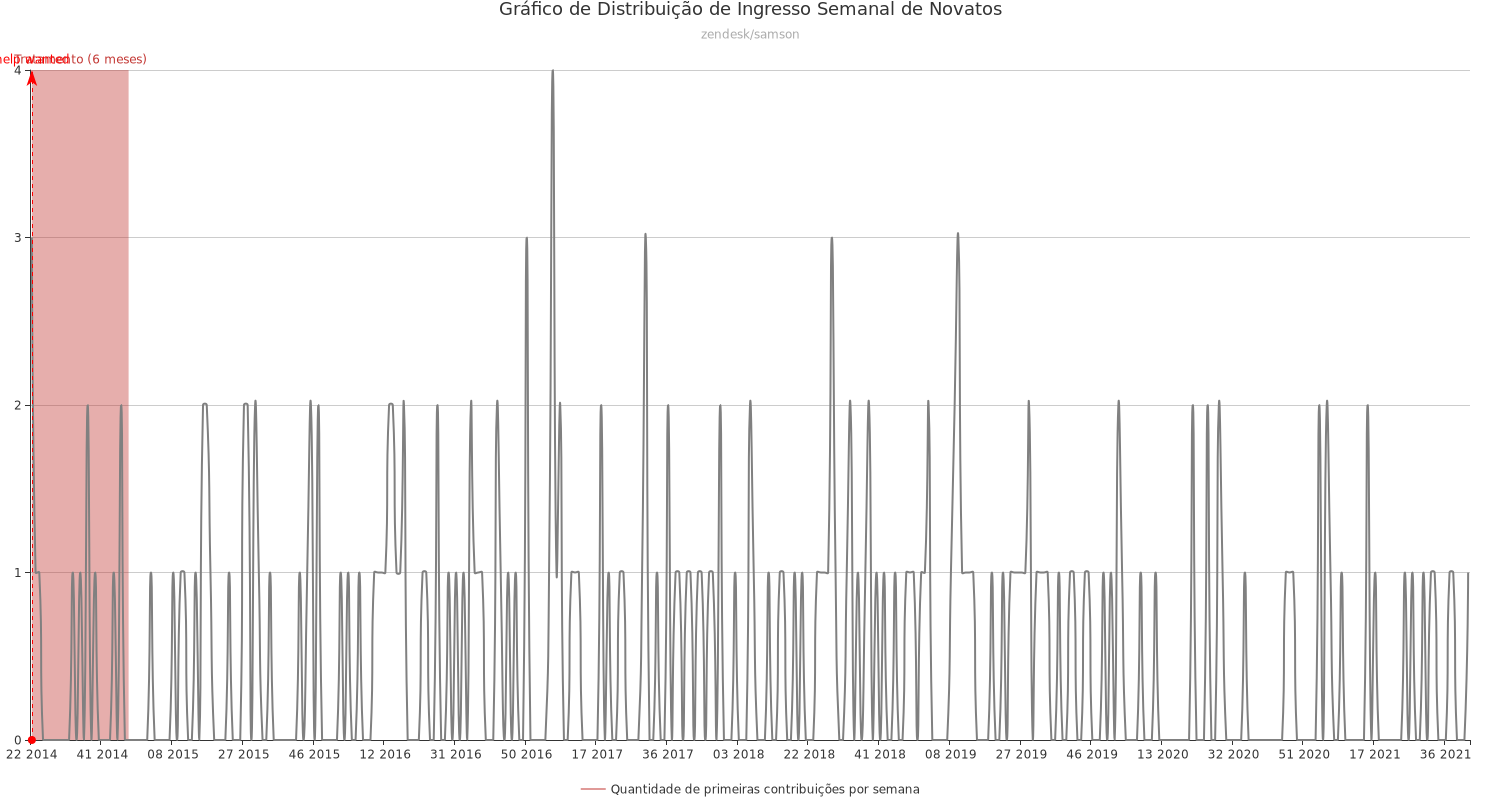 Gráfico de Distribuição de Ingresso Semanal de Novatos
zendesk/samson
help wanted
Tratamento (6 meses)
4
3
2
1
0
22 2014 41 2014 08 2015 27 2015 46 2015 12 2016 31 2016 50 2016 17 2017 36 2017 03 2018 22 2018 41 2018 08 2019 27 2019 46 2019 13 2020 32 2020 51 2020 17 2021 36 2021
Quantidade de primeiras contribuições por semana